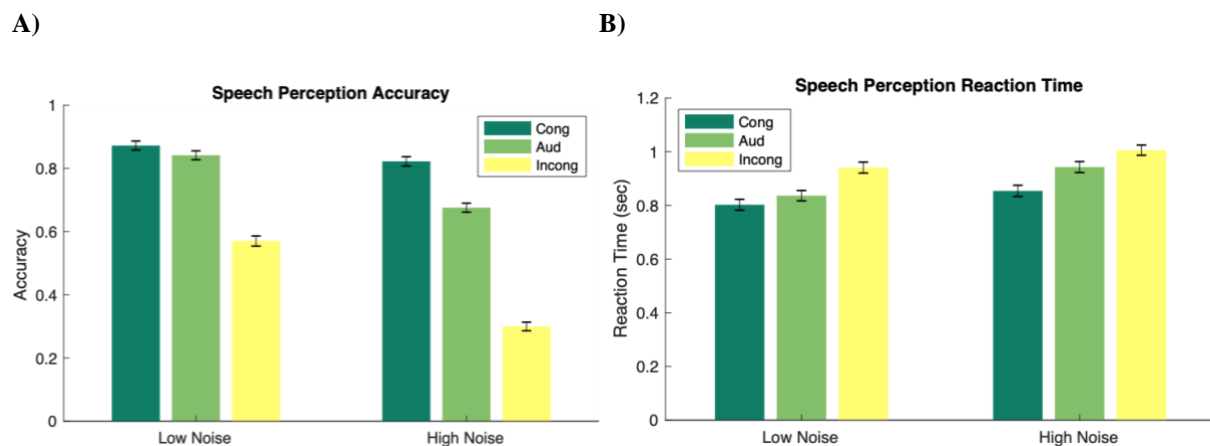 A)
Speech Perception Accuracy
Cong
Aud
Incong
1
0.8
0.6
0.4
0.2
0
Accuracy
Low Noise
High Noise
B)
Speech Perception Reaction Time
Cong
Aud
Incong
1.2
1
0.8
0.6
0.4
0.2
0
Reaction Time (sec)
Low Noise
High Noise